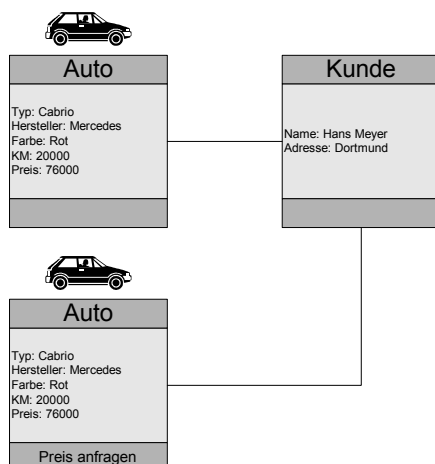 Auto
Typ: Cabrio
Hersteller: Mercedes
Farbe: Rot
KM: 20000
Preis: 76000
Kunde
Name: Hans Meyer
Adresse: Dortmund
Auto
Typ: Cabrio
Hersteller: Mercedes
Farbe: Rot
KM: 20000
Preis: 76000
Preis anfragen